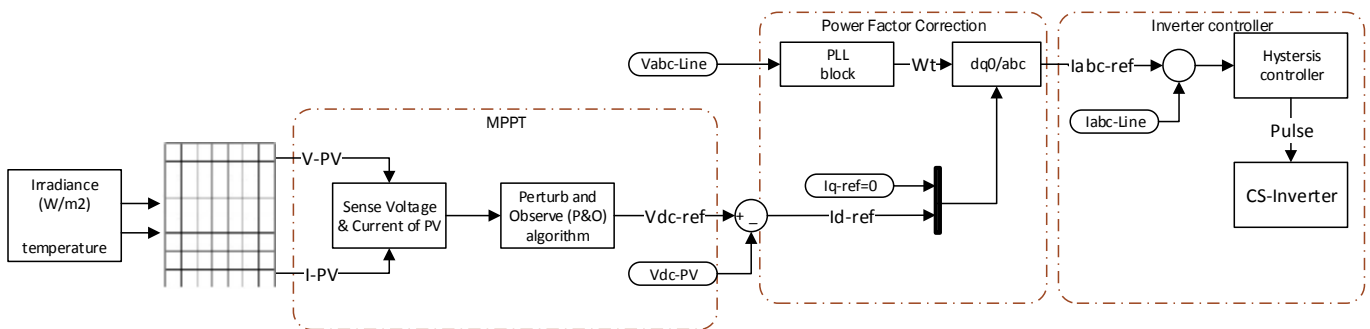 Power Factor Correction
Inverter controller
Vabc-Line
PLL
block
Wt
dq0/abc
Iabc-ref
Hystersis
controller
Iabc-Line
Pulse
CS-Inverter
MPPT
V-PV
Irradiance
(W/m2)
temperature
Sense Voltage
& Current of PV
Perturb and
Observe (P&O)
algorithm
Vdc-ref
+
−
Iq-ref=0
Id-ref
I-PV
Vdc-PV